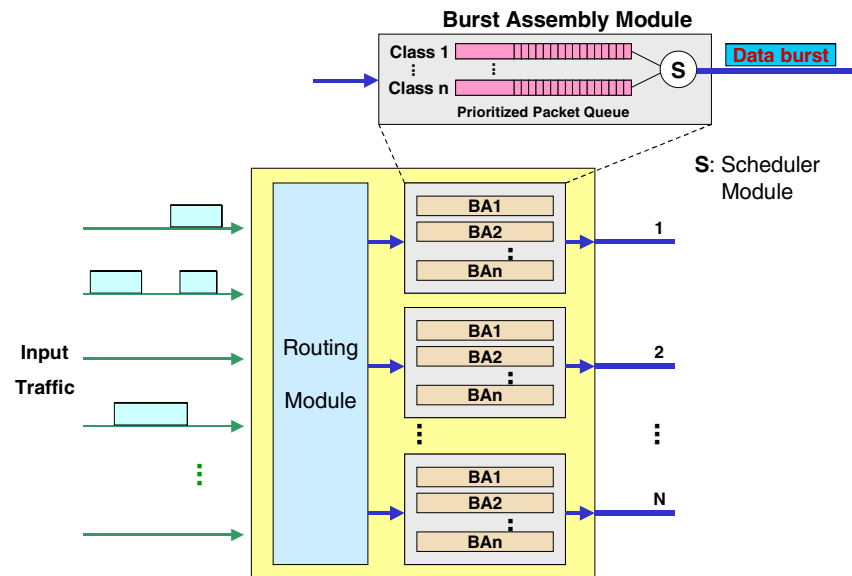 Burst Assembly Module
Class 1
Class n
S
Data burst
Prioritized Packet Queue
S: Scheduler
Module
Input
Traffic
Routing
Module
BA1
BA2
BAn
1
BA1
BA2
BAn
2
BA1
BA2
BAn
N